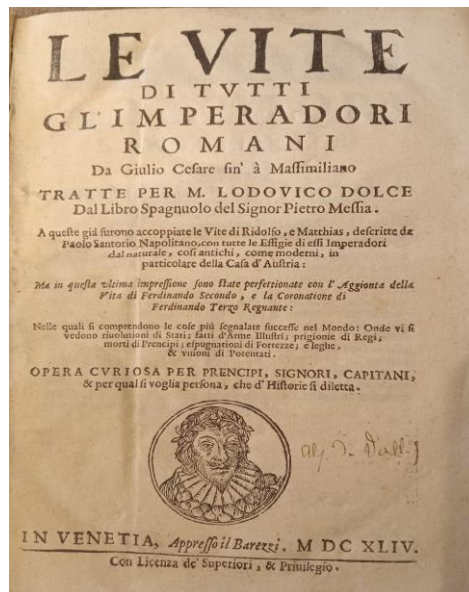 LE VITE
DI TVTTI
GL'IMPERADORI
ROMANI
Da Giulio Cesare sin' à Massimiliano
TRATTE PER M. LODOVICO DOLCE
Dal Libro Spagnuolo del Signor Pietro Messia.
A queste già furono accoppiate le Vite di Ridolfo, e Matthias, descritte da
Paolo Santorio Napolitano, con tutte le Effigie di essi Imperadori
dal naturale, così antichi, come moderni, in
particolare della Casa d'Austria:
Ma in questa vltima impressione sono state perfettionate con l'Aggionta della
Vita di Ferdinando Secondo, e la Coronatione di
Ferdinando Terzo Regnante:
Nelle quali si comprendono le cose più segnalate successe nel Mondo: Onde vi si
vedono riuolutioni di Stati; fatti d'Arme Illustri; prigionie di Regi;
morti di Prencipi; espugnationi di Fortezze; e leghe,
& vnioni di Potentati.
OPERA CVRIOSA PER PRENCIPI, SIGNORI, CAPITANI,
& per qual si voglia persona, che d'Historie si diletta.
IN VENETIA, Appresso il Barezzi. M DC XLIV.
Con Licenza de' Superiori, & Priuilegio.